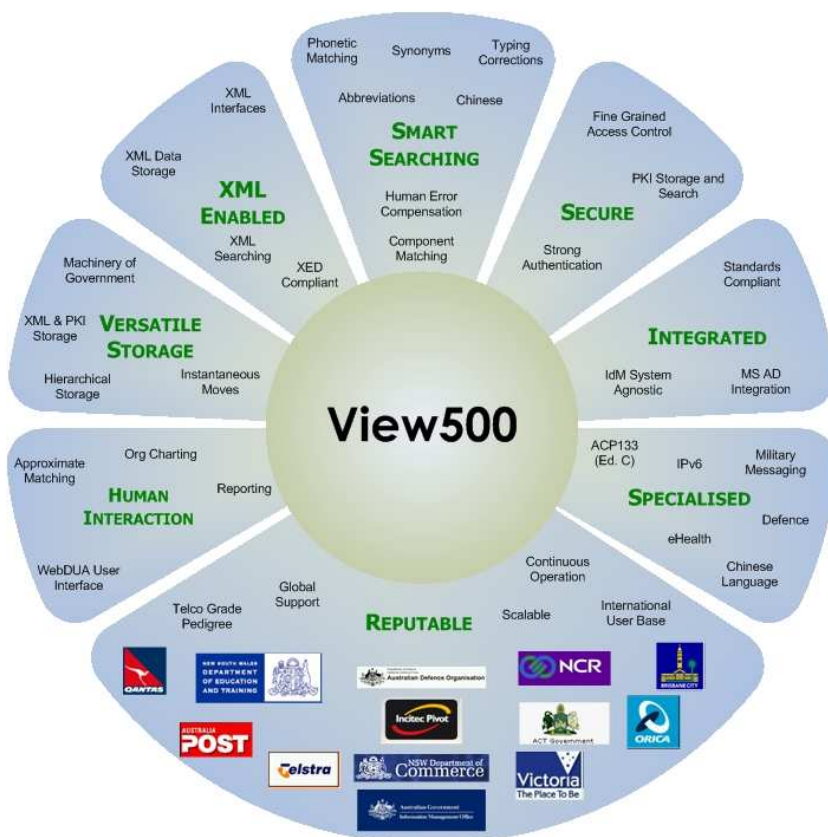 Phonetic
Matching
Synonyms
Typing
Corrections
Abbreviations
Chinese
SMART
SEARCHING
Human Error
Compensation
Component
Matching
Fine Grained
Access Control
PKI Storage and
Search
SECURE
Strong
Authentication
Standards
Compliant
INTEGRATED
IdM System
Agnostic
MS AD
Integration
ACP133
(Ed. C)
IPv6
Military
Messaging
SPECIALISED
Defence
eHealth
Chinese
Language
XML
Interfaces
XML Data
Storage
XML
ENABLED
XML
Searching
XED
Compliant
Machinery of
Government
XML & PKI
Storage
VERSATILE
STORAGE
Hierarchical
Storage
Instantaneous
Moves
View500
Approximate
Matching
Org Charting
Reporting
HUMAN
INTERACTION
WebDUA User
Interface
Telco Grade
Pedigree
Global
Support
REPUTABLE
Continuous
Operation
Scalable
International
User Base
QANTAS
NEW SOUTH WALES
DEPARTMENT
OF EDUCATION
AND TRAINING
Australian Defence Organisation
NCR
BRISBANE CITY
AUSTRALIA
POST
Incitec Pivot
ACT Government
ORICA
Telstra
NSW Department of
Commerce
Victoria
The Place To Be
Australian Government
Information Management Office